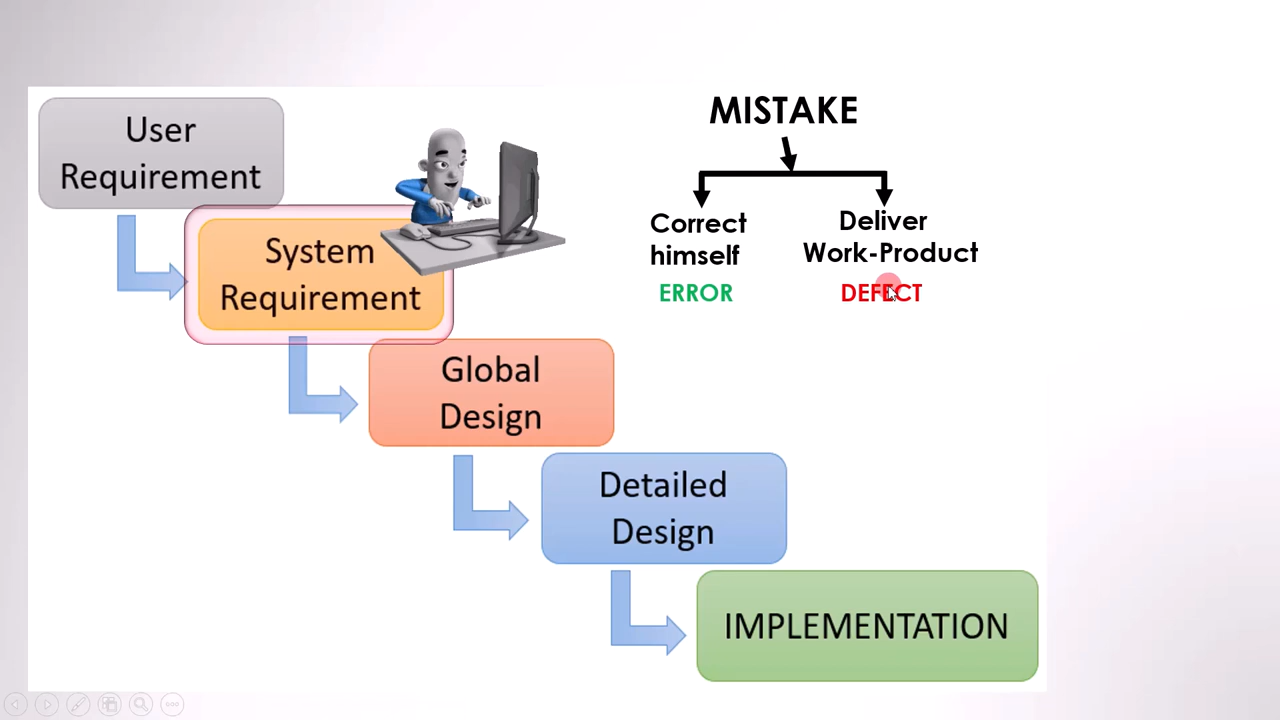 User
Requirement
System
Requirement
Global
Design
Detailed
Design
IMPLEMENTATION
MISTAKE
Correct
himself
ERROR
Deliver
Work-Product
DEFECT